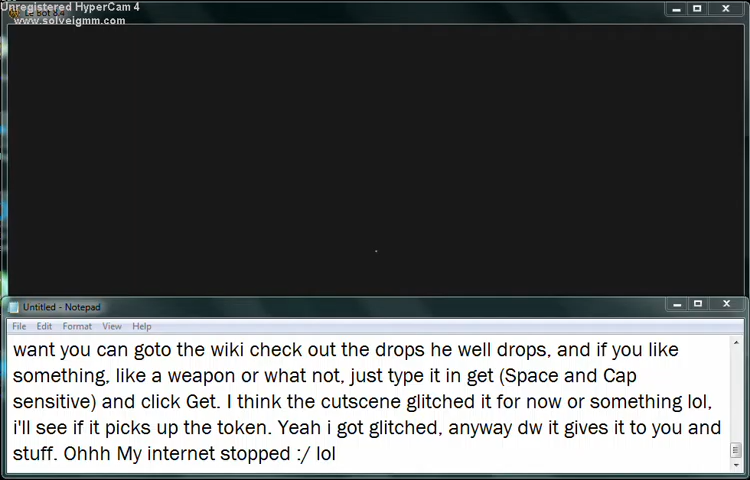 Unregistered HyperCam 4
Le Bot 8.4
www.solveigmm.com
Untitled - Notepad
File Edit Format View Help
want you can goto the wiki check out the drops he well drops, and if you like
something, like a weapon or what not, just type it in get (Space and Cap
sensitive) and click Get. I think the cutscene glitched it for now or something lol,
i'll see if it picks up the token. Yeah i got glitched, anyway dw it gives it to you and
stuff. Ohhh My internet stopped :/ lol